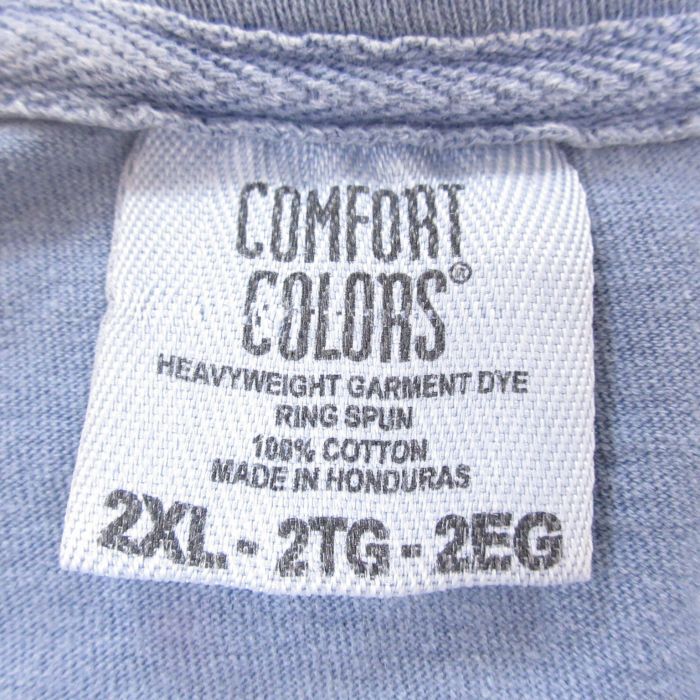 COMFORT
COLORS®
HEAVYWEIGHT GARMENT DYE
RING SPUN
100% COTTON
MADE IN HONDURAS
2XL - 2TG - 2EG